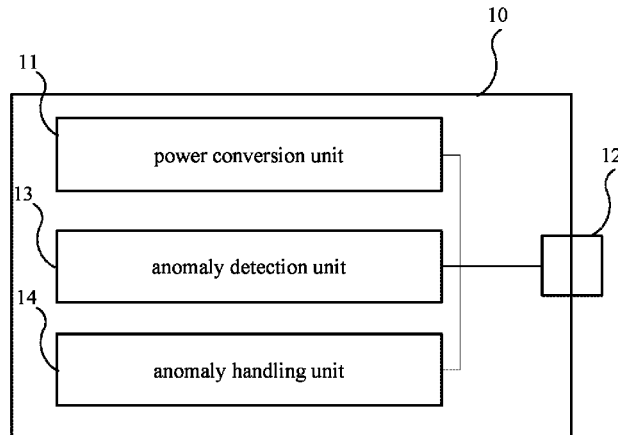 10
11
power conversion unit
12
13
anomaly detection unit
14
anomaly handling unit